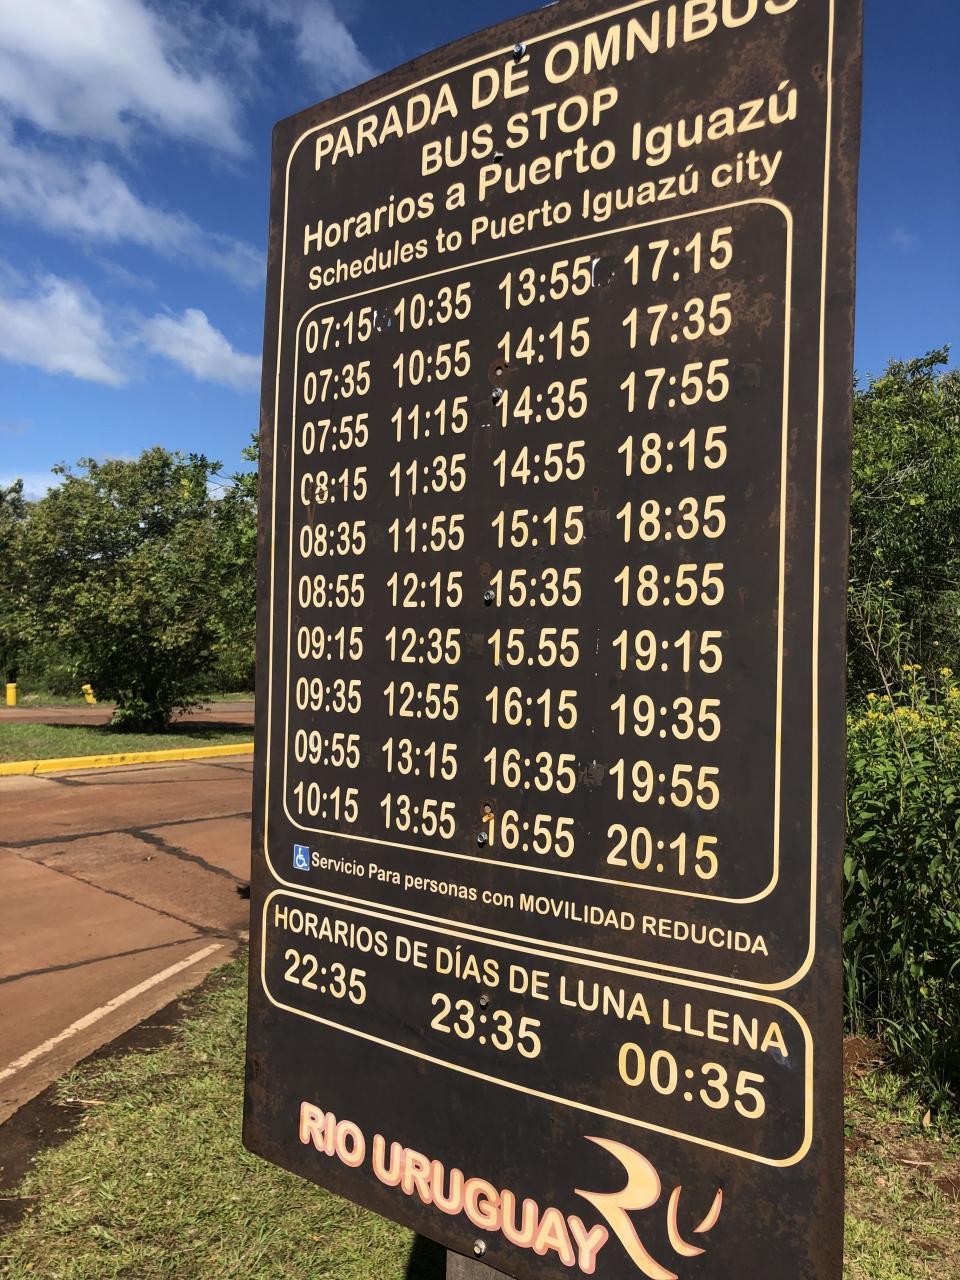 PARADA DE OMNIBUS
BUS STOP
Horarios a Puerto Iguazú
Schedules to Puerto Iguazú city
07:15 10:35 13:55 17:15
07:35 10:55 14:15 17:35
07:55 11:15 14:35 17:55
08:15 11:35 14:55 18:15
08:35 11:55 15:15 18:35
08:55 12:15 15:35 18:55
09:15 12:35 15.55 19:15
09:35 12:55 16:15 19:35
09:55 13:15 16:35 19:55
10:15 13:55 16:55 20:15
Servicio Para personas con MOVILIDAD REDUCIDA
HORARIOS DE DÍAS DE LUNA LLENA
22:35 23:35 00:35
RIO URUGUAY RU